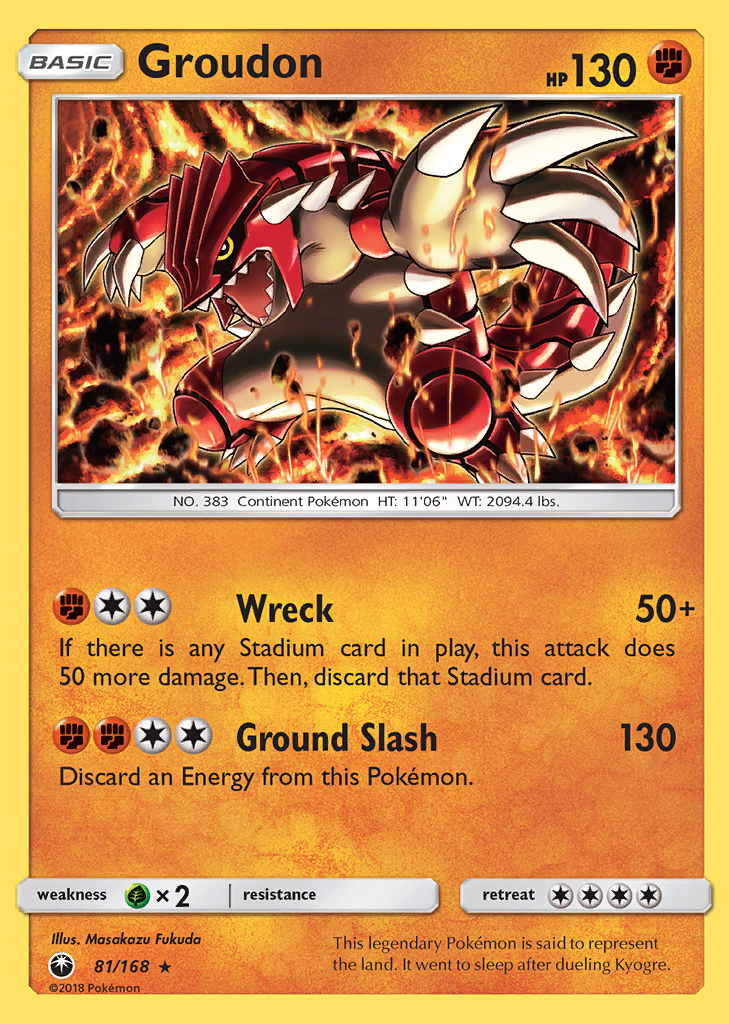 BASIC Groudon HP 130
NO. 383 Continent Pokémon HT: 11'06" WT: 2094.4 lbs.
Wreck 50+
If there is any Stadium card in play, this attack does
50 more damage. Then, discard that Stadium card.
Ground Slash 130
Discard an Energy from this Pokémon.
weakness × 2 resistance retreat
Illus. Masakazu Fukuda
81/168 ★
©2018 Pokémon
This legendary Pokémon is said to represent
the land. It went to sleep after dueling Kyogre.